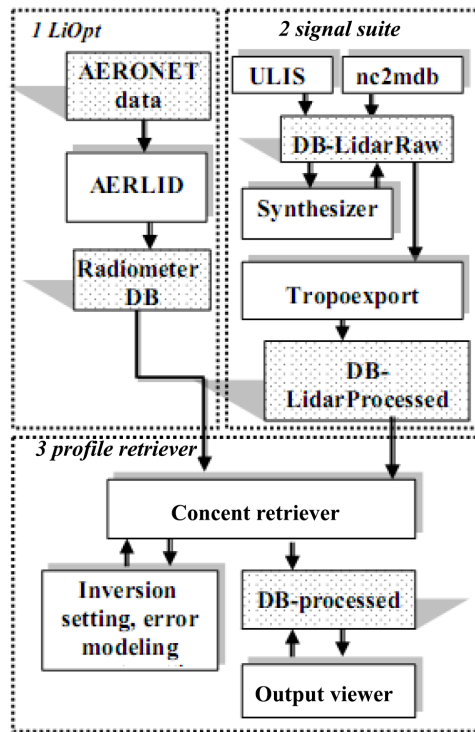 1 LiOpt
AERONET
data
AERLID
Radiometer
DB
2 signal suite
ULIS
nc2mdb
DB-LidarRaw
Synthesizer
Tropoexport
DB-
LidarProcessed
3 profile retriever
Concent retriever
Inversion
setting, error
modeling
DB-processed
Output viewer